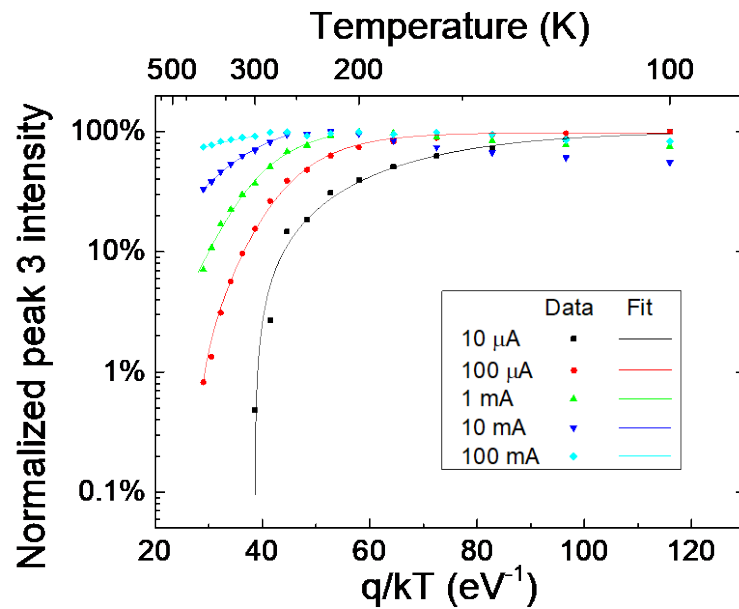 Temperature (K)
500 400 300 200 100
Normalized peak 3 intensity
100%
10%
1%
0.1%
Data Fit
10 μA
100 μA
1 mA
10 mA
100 mA
20 40 60 80 100 120
q/kT (eV⁻¹)